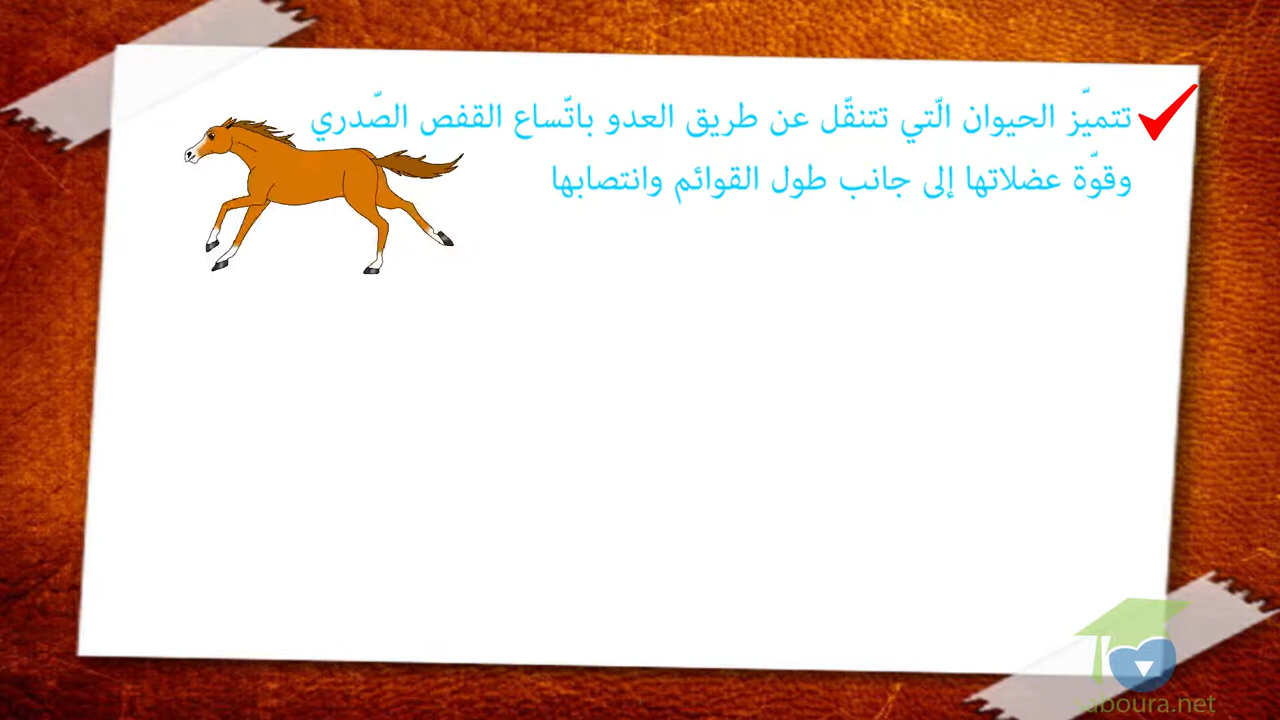 تتميّز الحيوان الّتي تتنقّل عن طريق العدو باتّساع القفص الصّدري
وقوّة عضلاتها إلى جانب طول القوائم وانتصابها
saboura.net